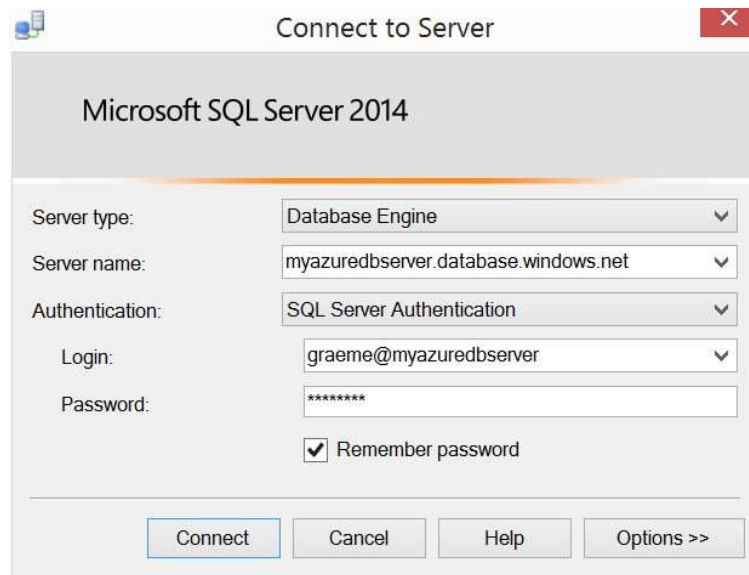 Connect to Server
Microsoft SQL Server 2014
Server type: Database Engine
Server name: myazuredbserver.database.windows.net
Authentication: SQL Server Authentication
Login: graeme@myazuredbserver
Password: ********
Remember password
Connect Cancel Help Options >>